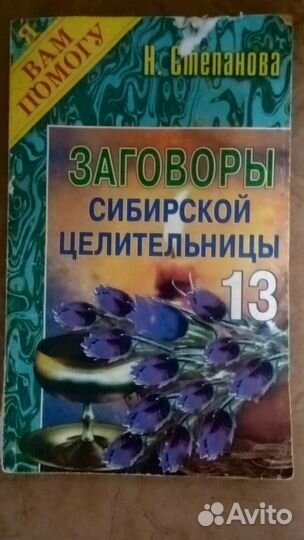 Я
ВАМ
ПОМОГУ
Н. Степанова
ЗАГОВОРЫ
СИБИРСКОЙ
ЦЕЛИТЕЛЬНИЦЫ
13
Avito